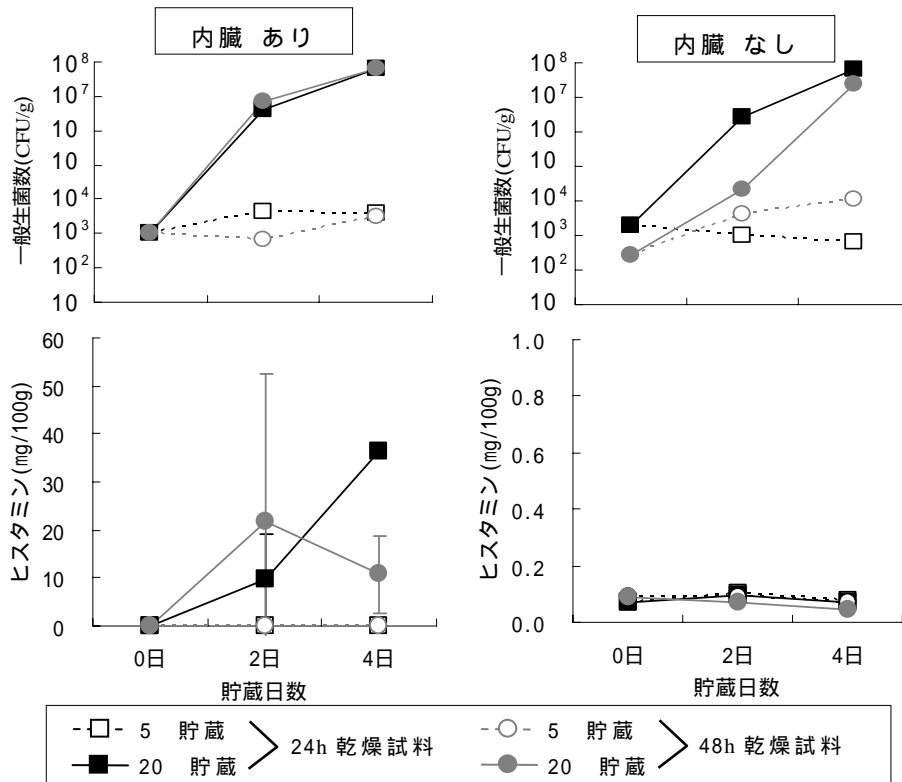 内臓 あり
内臓 なし
一般生菌数(CFU/g)
10⁸
10⁷
10
10
10⁴
10³
10²
10
一般生菌数(CFU/g)
10⁸
10⁷
10
10
10⁴
10³
10²
10
ヒスタミン(mg/100g)
60
50
40
30
20
10
0
0日 2日 4日
貯蔵日数
ヒスタミン(mg/100g)
1.0
0.8
0.6
0.4
0.2
0.0
0日 2日 4日
貯蔵日数
5 貯蔵
20 貯蔵
24h 乾燥試料
5 貯蔵
20 貯蔵
48h 乾燥試料